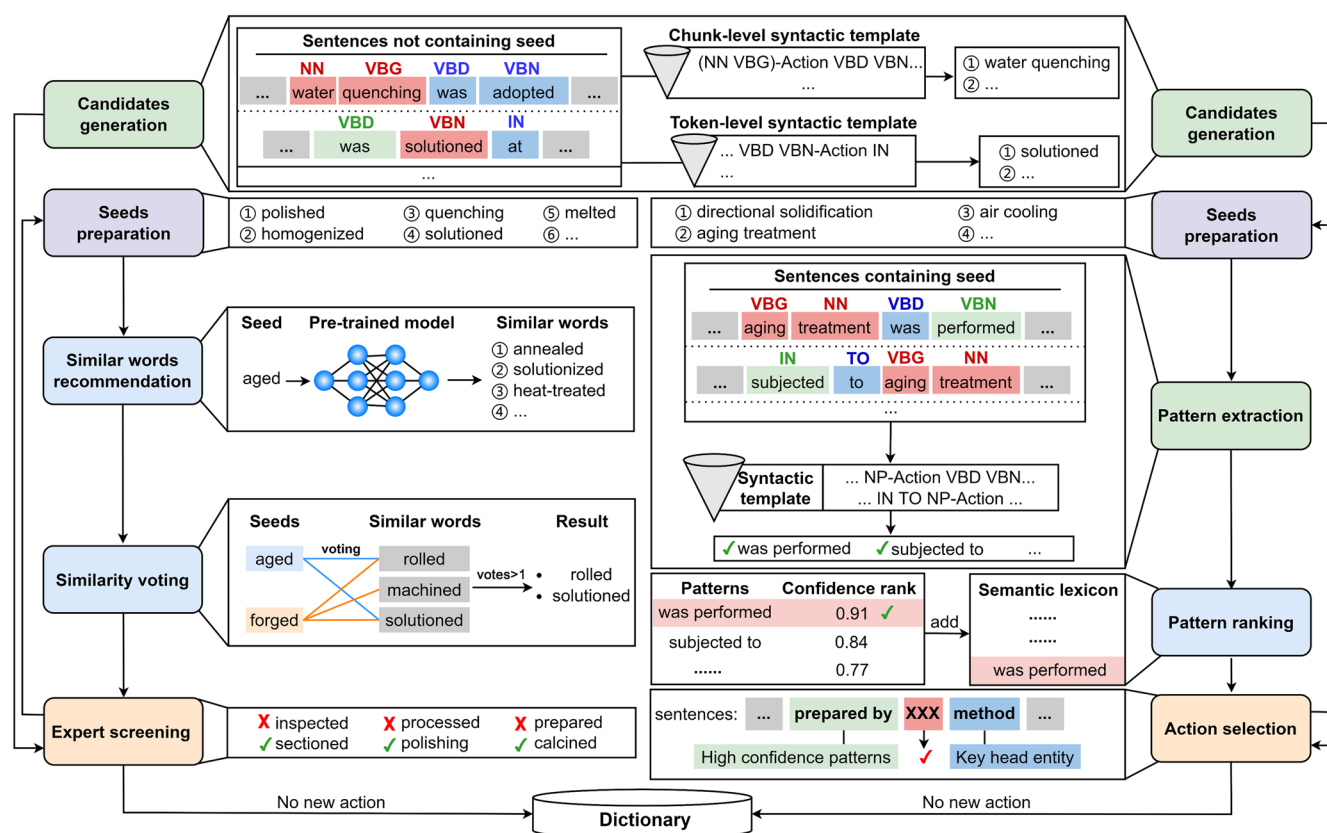 Candidates
generation
Sentences not containing seed
NN VBG VBD VBN
... water quenching was adopted ...
VBD VBN IN
... was solutioned at ...
...
Chunk-level syntactic template
(NN VBG)-Action VBD VBN...
...
① water quenching
② ...
Token-level syntactic template
... VBD VBN-Action IN
...
① solutioned
② ...
Candidates
generation
Seeds
preparation
① polished ③ quenching ⑤ melted
② homogenized ④ solutioned ⑥ ...
① directional solidification ③ air cooling
② aging treatment ④ ...
Seeds
preparation
Similar words
recommendation
Seed Pre-trained model Similar words
aged
① annealed
② solutionized
③ heat-treated
④ ...
Sentences containing seed
VBG NN VBD VBN
... aging treatment was performed ...
IN TO VBG NN
... subjected to aging treatment ...
...
Syntactic
template
... NP-Action VBD VBN...
... IN TO NP-Action ...
✓was performed ✓subjected to ...
Pattern extraction
Similarity voting
Seeds Similar words Result
aged voting rolled
machined
forged solutioned
votes>1
• rolled
• solutioned
Patterns Confidence rank
was performed 0.91 ✓
subjected to 0.84
...... 0.77
add
Semantic lexicon
......
......
was performed
Pattern ranking
Expert screening
X inspected X processed X prepared
✓sectioned ✓polishing ✓calcined
sentences: ... prepared by XXX method ...
High confidence patterns ✓ Key head entity
Action selection
No new action
No new action
Dictionary